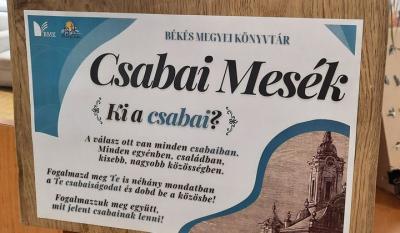 BÉKÉS MEGYEI KÖNYVTÁR
Csabai Mesék
Ki a csabai?
A válasz ott van minden csabaiban.
Minden egyénben, családban,
kisebb, nagyobb közösségben.
Fogalmazd meg Te is néhány mondatban
a Te csabaiságodat és dobd be a közösbe!
Fogalmazzuk meg együtt,
mit jelent csabainak lenni!